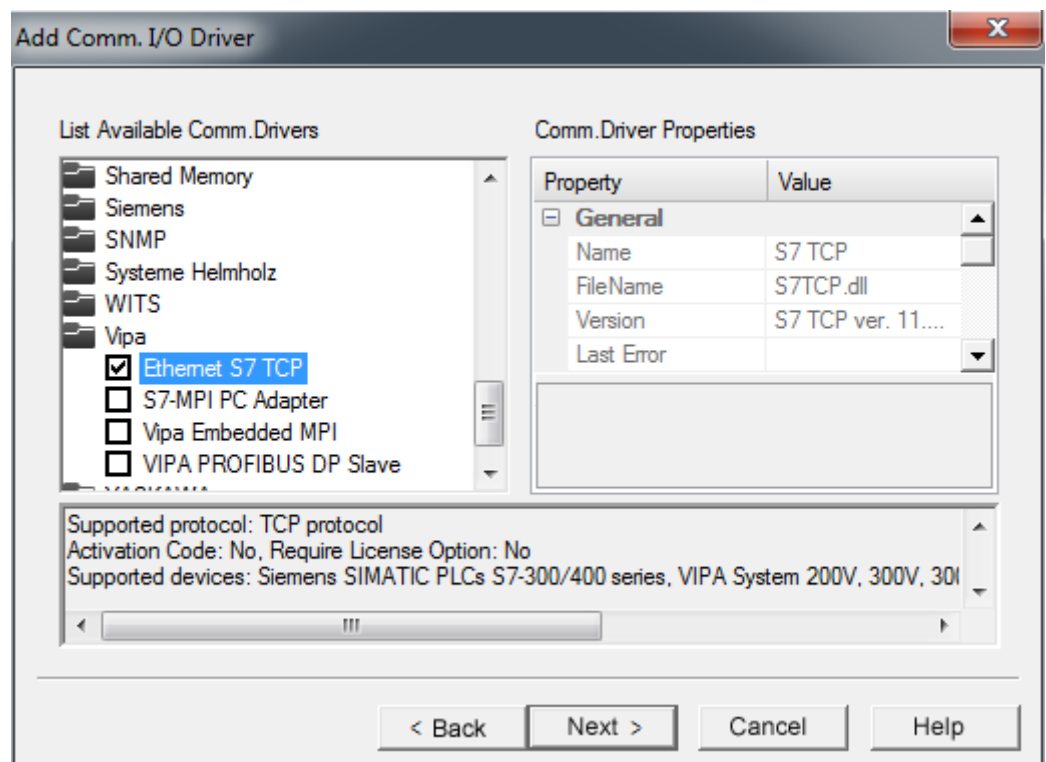 Add Comm. I/O Driver
List Available Comm.Drivers
Shared Memory
Siemens
SNMP
Systeme Helmholz
WITS
Vipa
Ethernet S7 TCP
S7-MPI PC Adapter
Vipa Embedded MPI
VIPA PROFIBUS DP Slave
Comm.Driver Properties
Property Value
General
Name S7 TCP
FileName S7TCP.dll
Version S7 TCP ver. 11....
Last Error
Supported protocol: TCP protocol
Activation Code: No, Require License Option: No
Supported devices: Siemens SIMATIC PLCs S7-300/400 series, VIPA System 200V, 300V, 30
< Back Next > Cancel Help